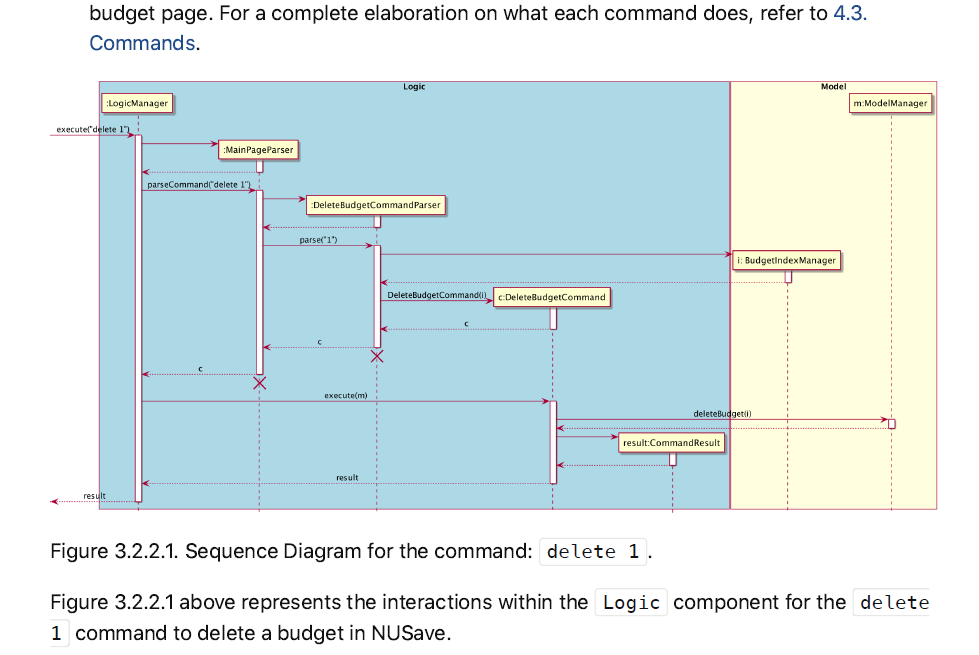 budget page. For a complete elaboration on what each command does, refer to 4.3.
Commands.
Logic
Model
:LogicManager
m:ModelManager
execute("delete 1")
:MainPageParser
parseCommand("delete 1")
:DeleteBudgetCommandParser
parse("1")
i: BudgetIndexManager
DeleteBudgetCommand(i)
c:DeleteBudgetCommand
c
c
c
execute(m)
deleteBudget(i)
result:CommandResult
result
result
Figure 3.2.2.1. Sequence Diagram for the command: delete 1.
Figure 3.2.2.1 above represents the interactions within the Logic component for the delete
1 command to delete a budget in NUSave.